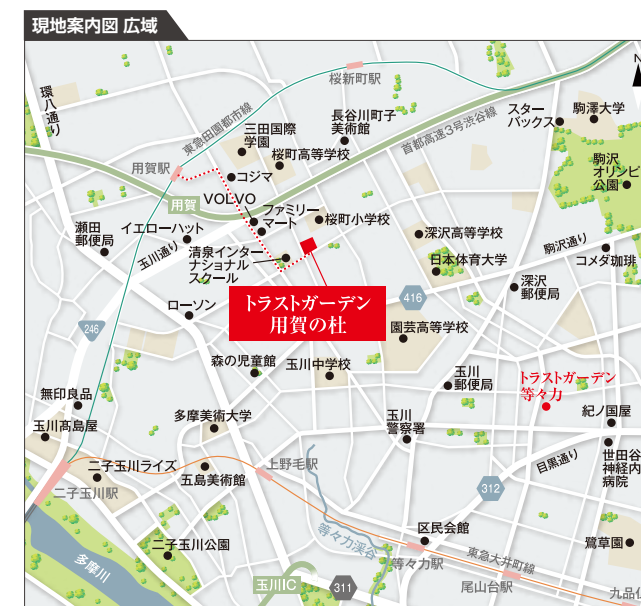 現地案内図 広域
N
環八通り
桜新町駅
東急田園都市線
三田国際
学園
長谷川町子
美術館
首都高速3号渋谷線
スター
バックス
駒澤大学
桜町高等学校
用賀駅
コジマ
駒沢
オリンピ
公園
用賀
VOLVO
ファミリー
マート
桜町小学校
瀬田
郵便局
イエローハット
玉川通り
深沢高等学校
駒沢通り
清泉インター
ナショナル
スクール
日本体育大学
コメダ珈琲
深沢
郵便局
トラストガーデン
用賀の杜
416
ローソン
246
園芸高等学校
森の児童館
玉川中学校
玉川
郵便局
トラストガーデン
等々力
無印良品
玉川髙島屋
多摩美術大学
玉川
警察署
紀ノ国屋
二子玉川ライズ
五島美術館
上野毛駅
目黒通り
世田谷
神経内
病院
二子玉川駅
312
等々力渓谷
区民会館
二子玉川公園
多摩川
等々力駅
東急大井町線
鷺草園
玉川IC
311
尾山台駅
九品